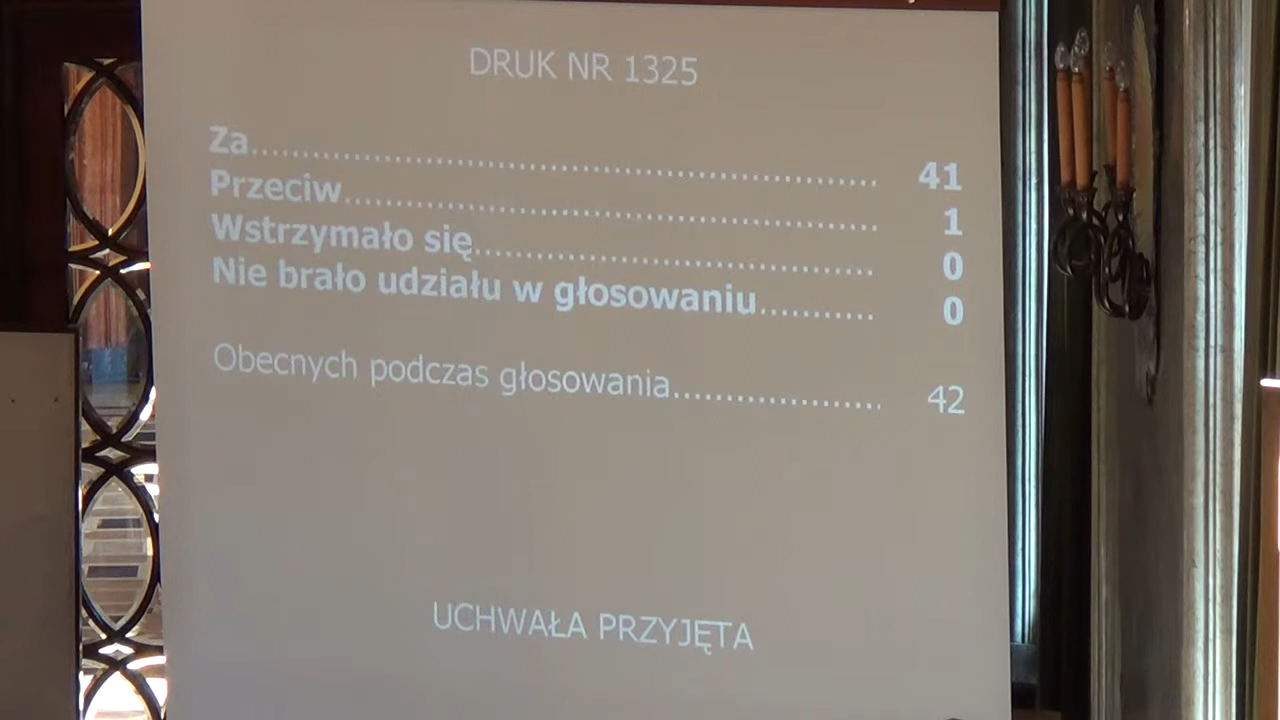 DRUK NR 1325
Za.......... 41
Przeciw.......... 1
Wstrzymało się.......... 0
Nie brało udziału w głosowaniu.......... 0
Obecnych podczas głosowania.......... 42
UCHWAŁA PRZYJĘTA